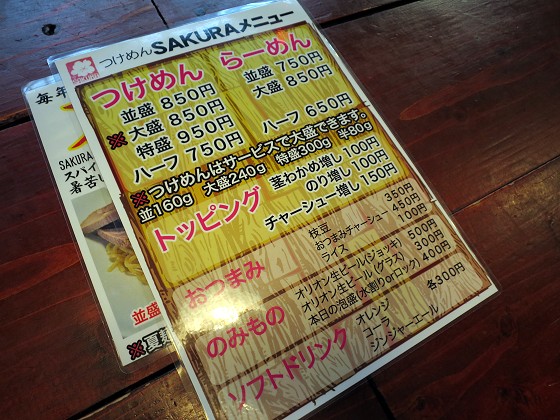 つけめんSAKURAメニュー
つけめん
並盛 850円
※大盛 850円
特盛 950円
ハーフ 750円
らーめん
並盛 750円
大盛 850円
ハーフ 650円
※つけめんはサービスで大盛できます。
並160g 大盛240g 特盛300g 半80g
トッピング
茎わかめ増し 100円
のり増し 100円
チャーシュー増し 150円
おつまみ
枝豆 350円
おつまみチャーシュー 450円
ライス 100円
のみもの
オリオン生ビール(ジョッキ) 500円
オリオン生ビール(グラス) 300円
本日の泡盛(水割りorロック) 400円
ソフトドリンク
オレンジ 各300円
コーラ
ジンジャーエール
毎年
SAKURA
スパイ
暑苦し
並盛
※夏